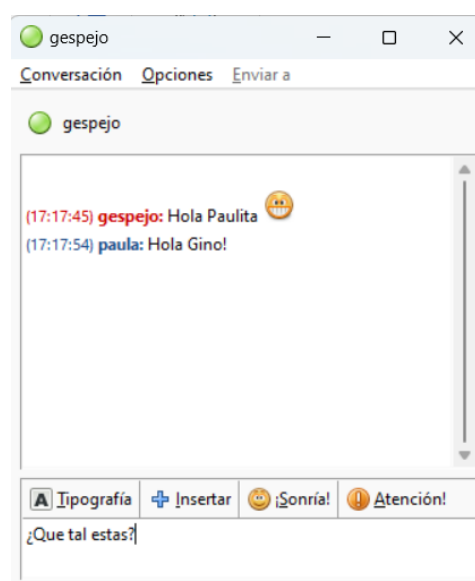 gespejo
Conversación Opciones Enviar a
gespejo
(17:17:45) gespejo: Hola Paulita
(17:17:54) paula: Hola Gino!
A Tipografía Insertar ¡Sonría! Atención!
¿Que tal estas?